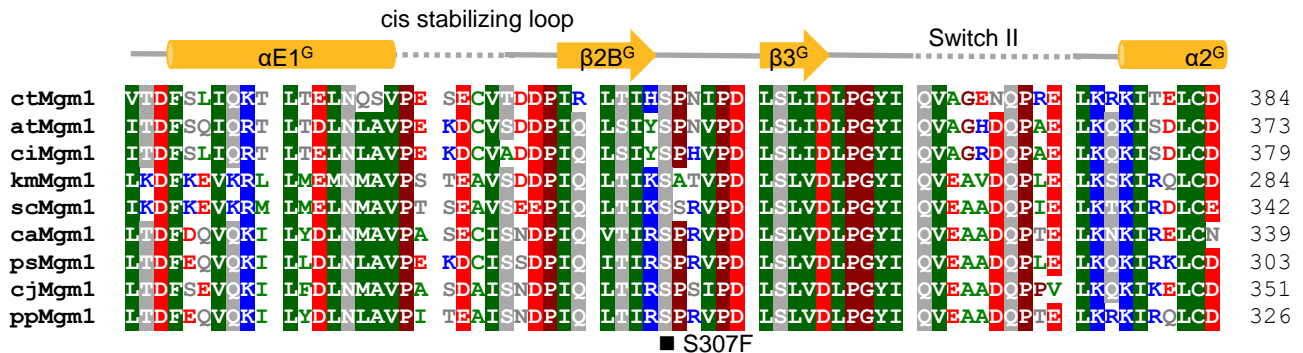 cis stabilizing loop
αE1G β2BG β3G Switch II α2G
ctMgm1 VTDFSLIQKT LTELNQSVPE SECVTDDPIR LTIHSPNIPD LSLIDLPGYI QVAGENQPRE LKRKITELCD 384
atMgm1 ITDFSQIQRT LTDLNLAVPE KDCVSDDPIQ LSIYSPNVPD LSLIDLPGYI QVAGHDQPAE LKQKISDLCD 373
ciMgm1 ITDFSLIQRT LTELNLAVPE KDCVADDPIQ LSIYSPHVPD LSLIDLPGYI QVAGRDQPAE LKQKISDLCD 379
kmMgm1 LKDFKEVKRL LMEMNMAVPS TEAVSDDPIQ LTIKSATVPD LSLVDLPGYI QVEAVDQPLE LKSKIRQLCD 284
scMgm1 IKDFKEVKRM LMELNMAVPT SEAVSEEPIQ LTIKSSRVPD LSLVDLPGYI QVEAADQPIE LKTKIRDLCE 342
caMgm1 LTDFDQVQKI LYDLNMAVPA SECISNDPIQ VTIRSPRVPD LSLVDLPGYI QVEAADQPTE LKNKIRELCN 339
psMgm1 LTDFEQVQKI LLDLNMAVPE KDCISSDPIQ ITIRSPRVPD LSLVDLPGYI QVEAADQPLE LKQKIRKLCD 303
cjMgm1 LTDFSEVQKI LFDLNLAVPA SDAISNDPIQ LTIRSPSIPD LSLVDLPGYI QVEAADQPPV LKQKIKELCD 351
ppMgm1 LTDFEQVQKI LYDLNLAVPI TEAISNDPIQ LTIRSPRVPD LSLVDLPGYI QVEAADQPTE LKRKIRQLCD 326
■ S307F